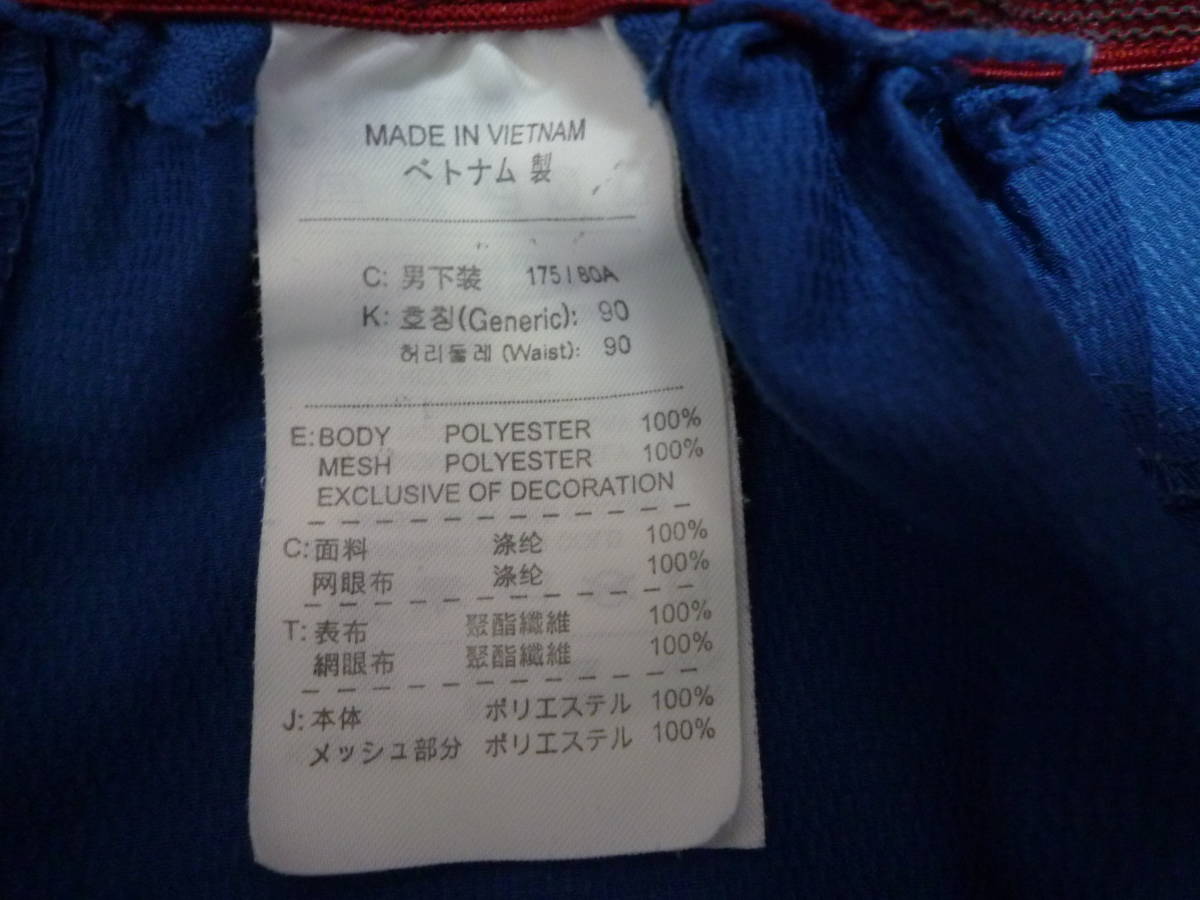 MADE IN VIETNAM
ベトナム 製
C: 男下装 175 / 80A
K: 호칭(Generic): 90
허리둘레 (Waist): 90
E: BODY POLYESTER 100%
MESH POLYESTER 100%
EXCLUSIVE OF DECORATION
C: 面料 涤纶 100%
网眼布 涤纶 100%
T: 表布 聚酯纖維 100%
網眼布 聚酯纖維 100%
J: 本体 ポリエステル 100%
メッシュ部分 ポリエステル 100%